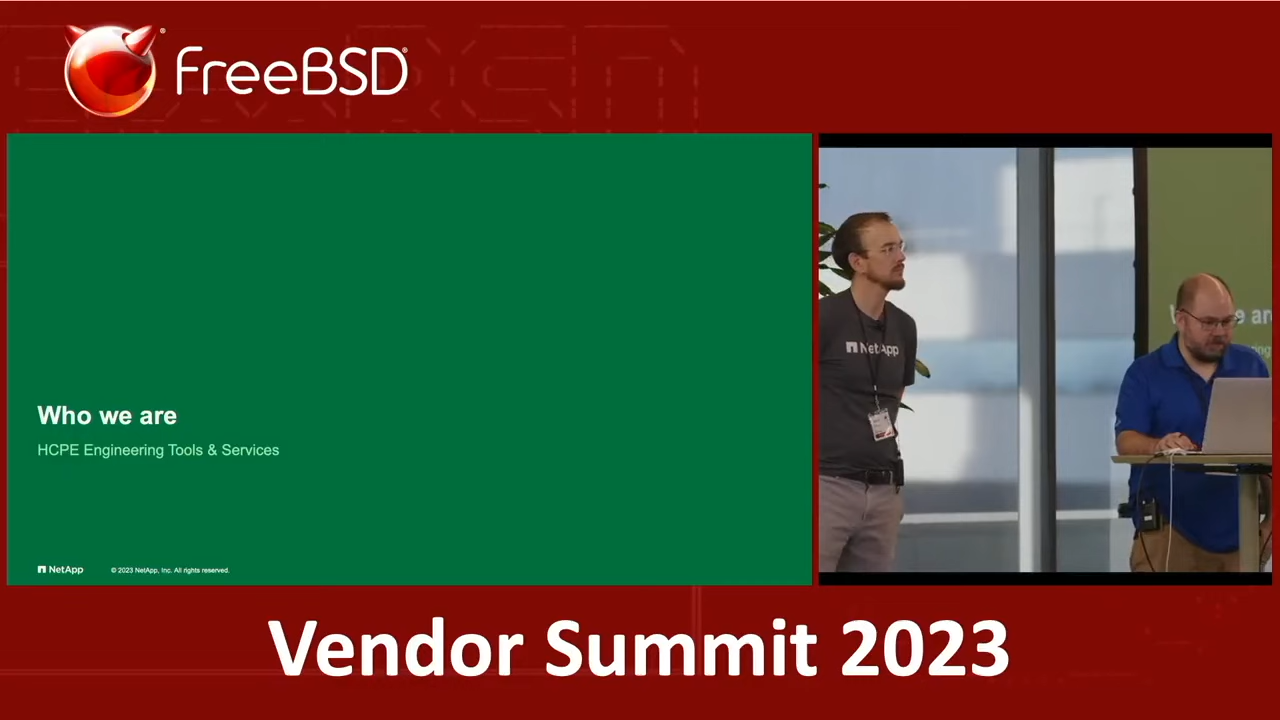 FreeBSD®
Who we are
HCPE Engineering Tools & Services
NetApp
© 2023 NetApp, Inc. All rights reserved.
NetApp
Vendor Summit 2023